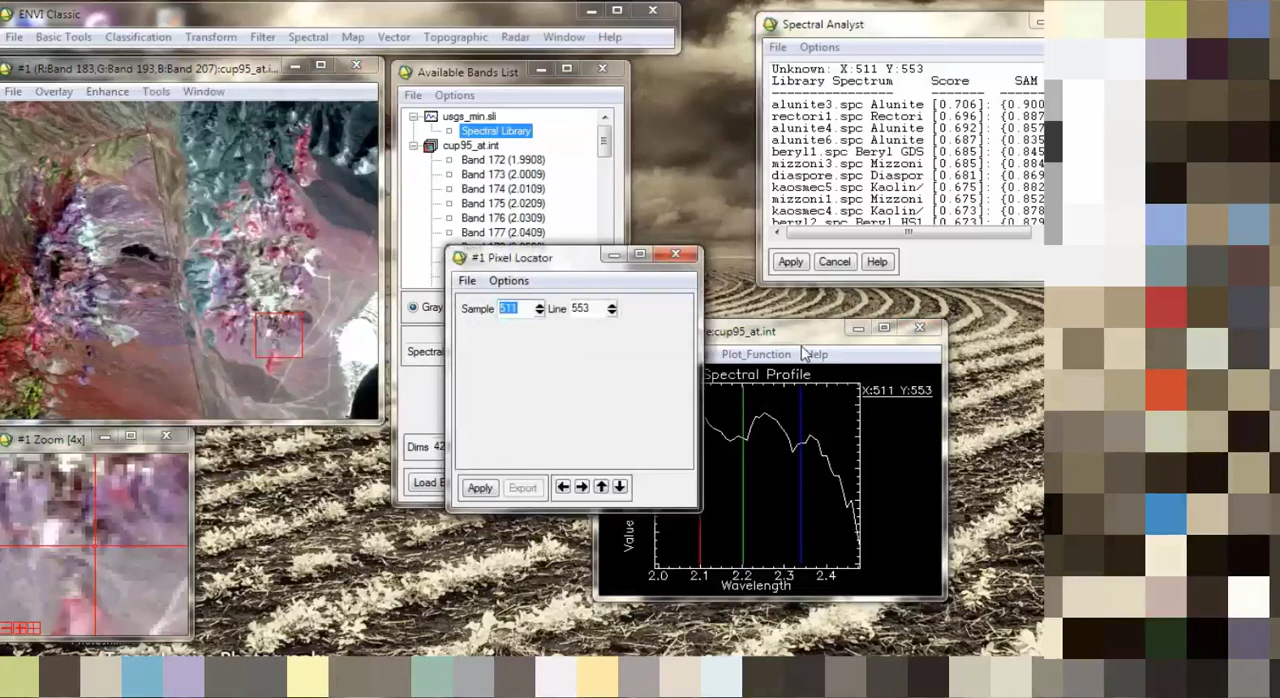 ENVI Classic
File Basic Tools Classification Transform Filter Spectral Map Vector Topographic Radar Window Help
#1 (R:Band 183,G:Band 193,B:Band 207):cup95_at.i...
File Overlay Enhance Tools Window
Available Bands List
File Options
usgs_min.sli
Spectral Library
cup95_at.int
Band 172 (1.9908)
Band 173 (2.0009)
Band 174 (2.0109)
Band 175 (2.0209)
Band 176 (2.0309)
Band 177 (2.0409)
Gray
Spectral
Dims 42
Load
Spectral Analyst
File Options
Unknown: X:511 Y:553
Library Spectrum Score SAM
alunite3.spc Alunite [0.706]: {0.900
rectori1.spc Rectori [0.696]: {0.887
alunite4.spc Alunite [0.692]: {0.857
alunite6.spc Alunite [0.687]: {0.835
beryl1.spc Beryl GDS [0.685]: {0.845
mizzoni3.spc Mizzoni [0.685]: {0.884
diaspore.spc Diaspor [0.681]: {0.869
kaosmec5.spc Kaolin/ [0.675]: {0.882
mizzoni1.spc Mizzoni [0.675]: {0.852
kaosmec4.spc Kaolin/ [0.673]: {0.878
beryl2.spc Beryl HS1
Apply Cancel Help
#1 Pixel Locator
File Options
Sample 511 Line 553
Apply Export
e:cup95_at.int
Plot_Function Help
Spectral Profile
X:511 Y:553
Value
2.0 2.1 2.2 2.3 2.4
Wavelength
#1 Zoom [4x]